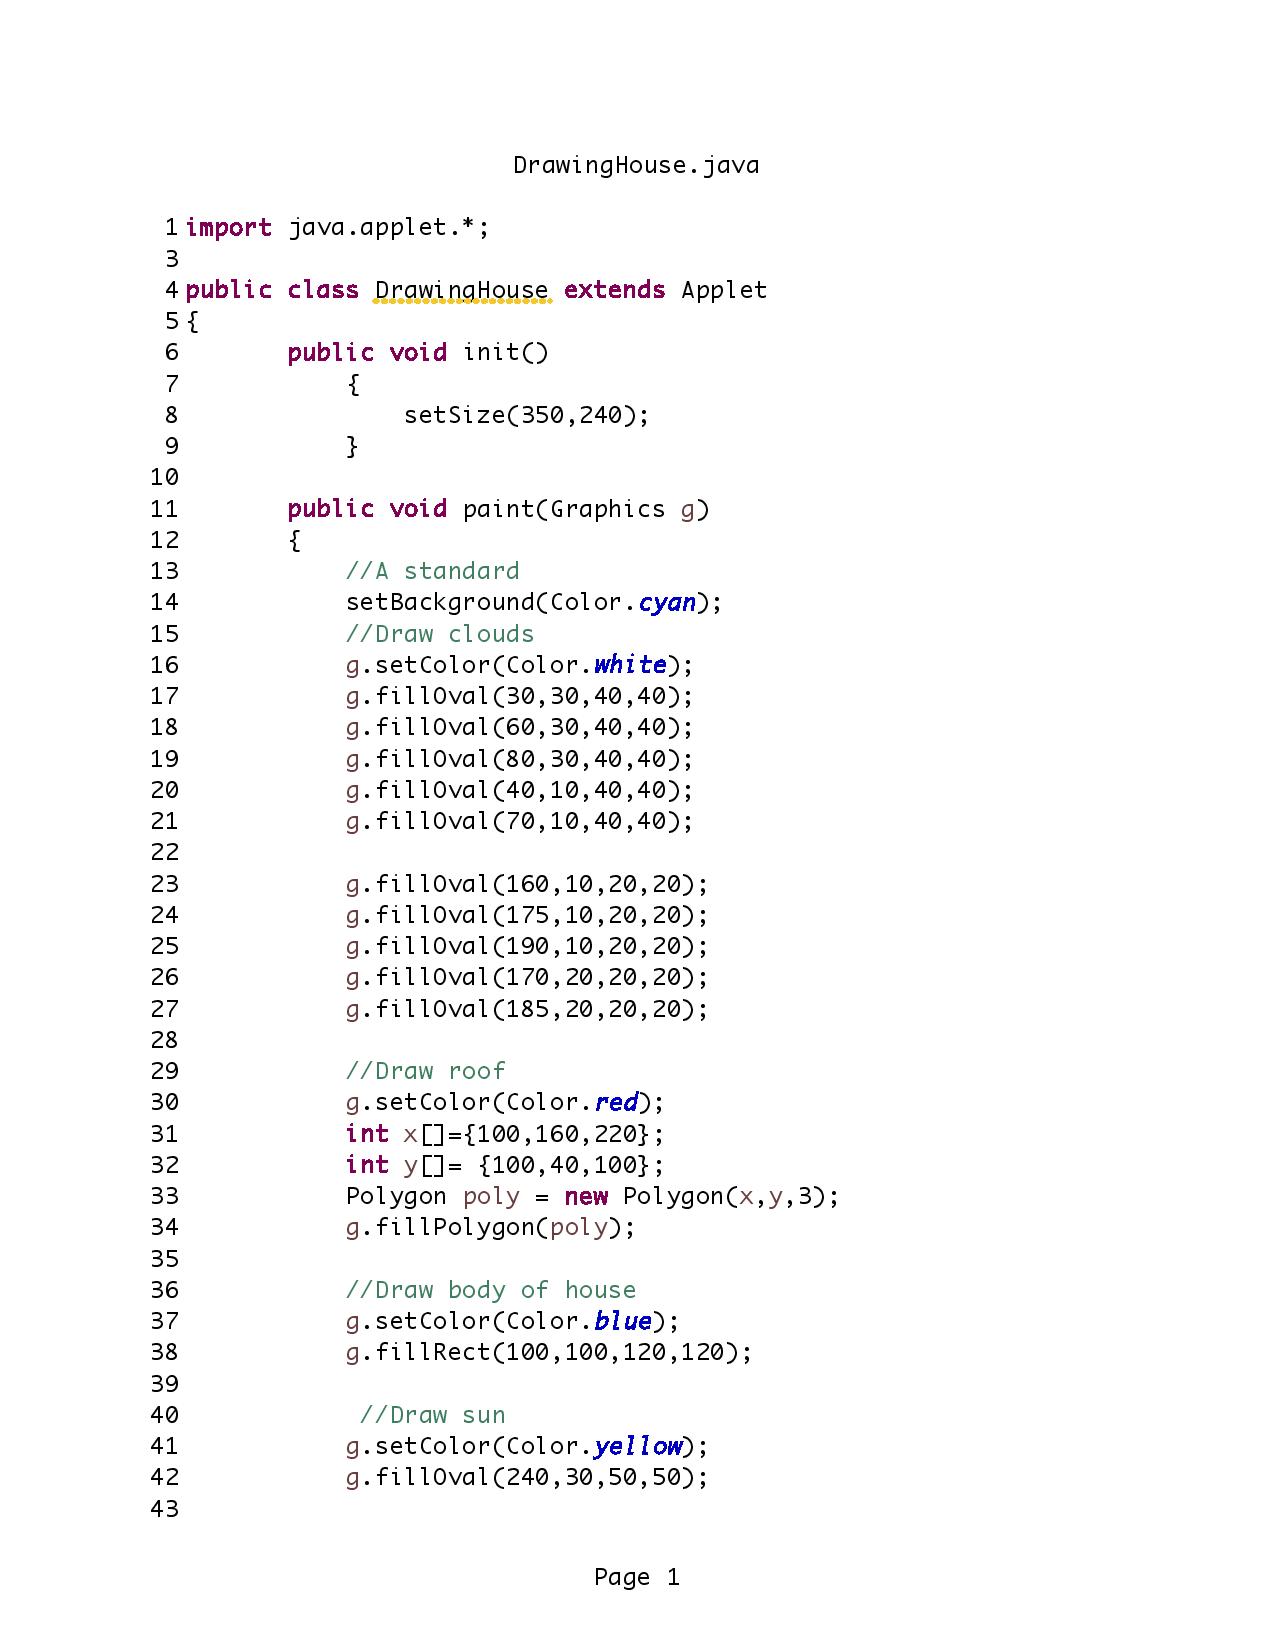 DrawingHouse.java
1 import java.applet.*;
3
4 public class DrawingHouse extends Applet
5 {
6 public void init()
7 {
8 setSize(350,240);
9 }
10
11 public void paint(Graphics g)
12 {
13 //A standard
14 setBackground(Color.cyan);
15 //Draw clouds
16 g.setColor(Color.white);
17 g.fillOval(30,30,40,40);
18 g.fillOval(60,30,40,40);
19 g.fillOval(80,30,40,40);
20 g.fillOval(40,10,40,40);
21 g.fillOval(70,10,40,40);
22
23 g.fillOval(160,10,20,20);
24 g.fillOval(175,10,20,20);
25 g.fillOval(190,10,20,20);
26 g.fillOval(170,20,20,20);
27 g.fillOval(185,20,20,20);
28
29 //Draw roof
30 g.setColor(Color.red);
31 int x[]={100,160,220};
32 int y[]= {100,40,100};
33 Polygon poly = new Polygon(x,y,3);
34 g.fillPolygon(poly);
35
36 //Draw body of house
37 g.setColor(Color.blue);
38 g.fillRect(100,100,120,120);
39
40 //Draw sun
41 g.setColor(Color.yellow);
42 g.fillOval(240,30,50,50);
43
Page 1